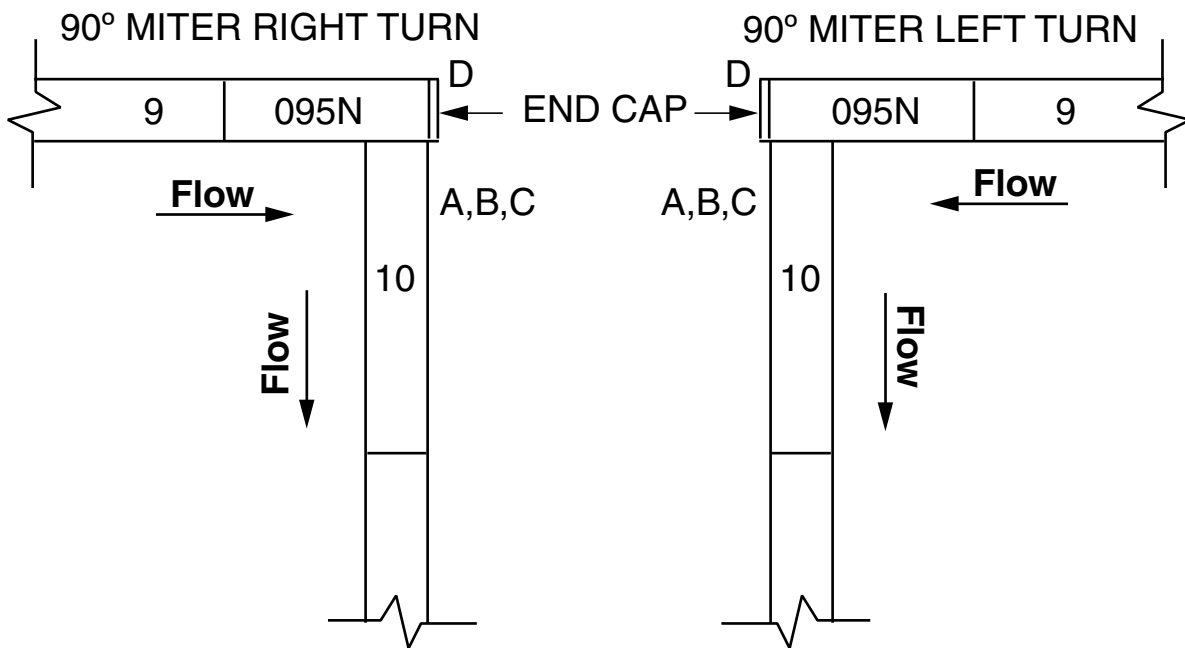 90º MITER RIGHT TURN
90º MITER LEFT TURN
D
D
9
095N
END CAP
095N
9
Flow
A,B,C
A,B,C
Flow
10
10
Flow
Flow